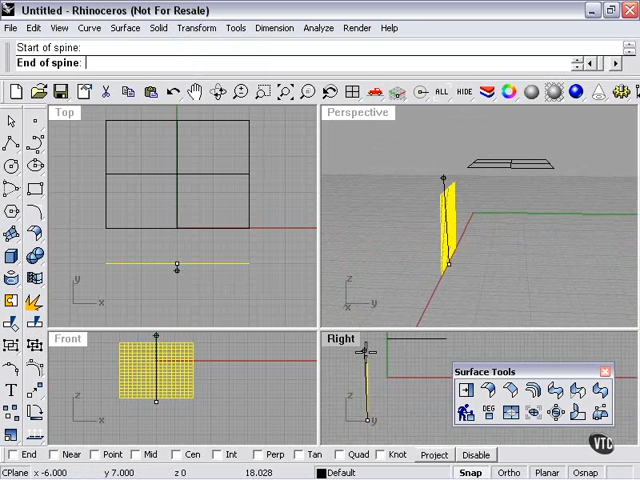 Untitled - Rhinoceros (Not For Resale)
File Edit View Curve Surface Solid Transform Tools Dimension Analyze Render Help
Start of spine:
End of spine:
ALL HIDE
Top
Perspective
y
x
z
x
y
Front
Right
z
x
z
y
Surface Tools
DEG
T
VTC
End Near Point Mid Cen Int Perp Tan Quad Knot Project Disable
CPlane x -6.000 y 7.000 z 0 18.028 Default Snap Ortho Planar Osnap